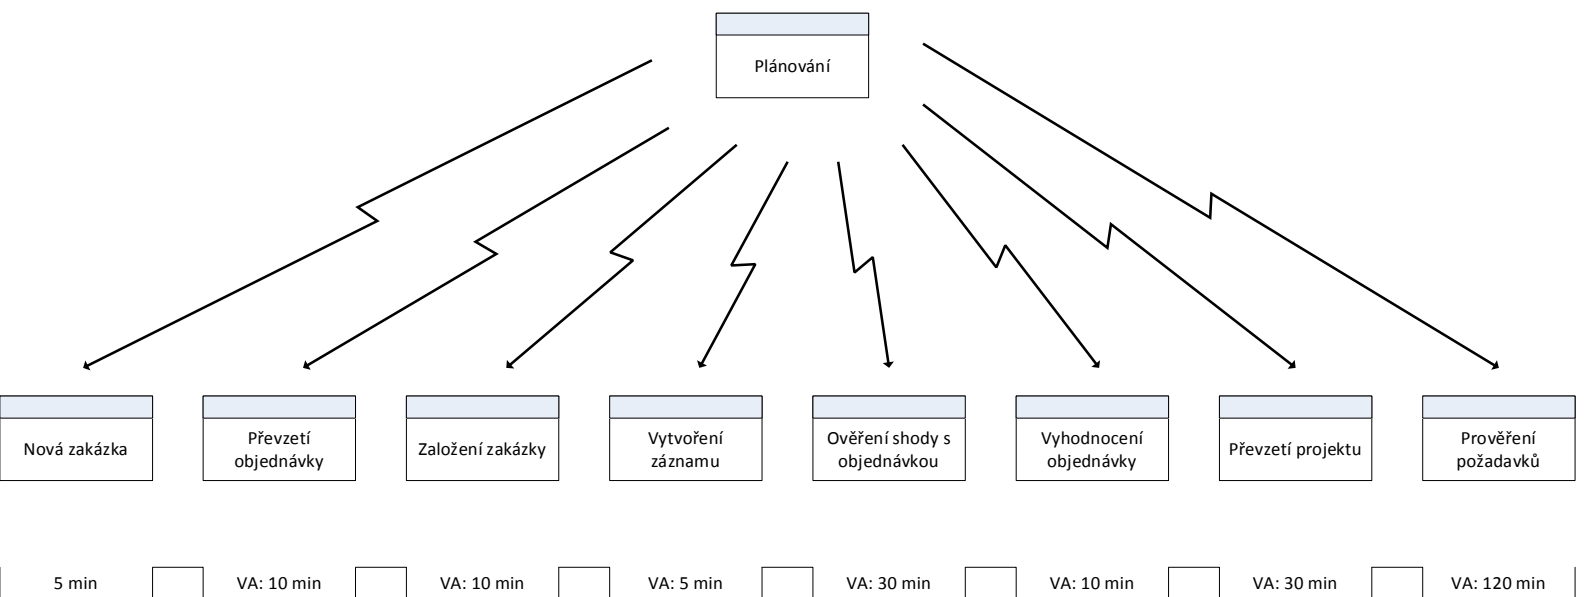 Plánování
Nová zakázka
Převzetí
objednávky
Založení zakázky
Vytvoření
záznamu
Ověření shody s
objednávkou
Vyhodnocení
objednávky
Převzetí projektu
Prověření
požadavků
5 min
VA: 10 min
VA: 10 min
VA: 5 min
VA: 30 min
VA: 10 min
VA: 30 min
VA: 120 min